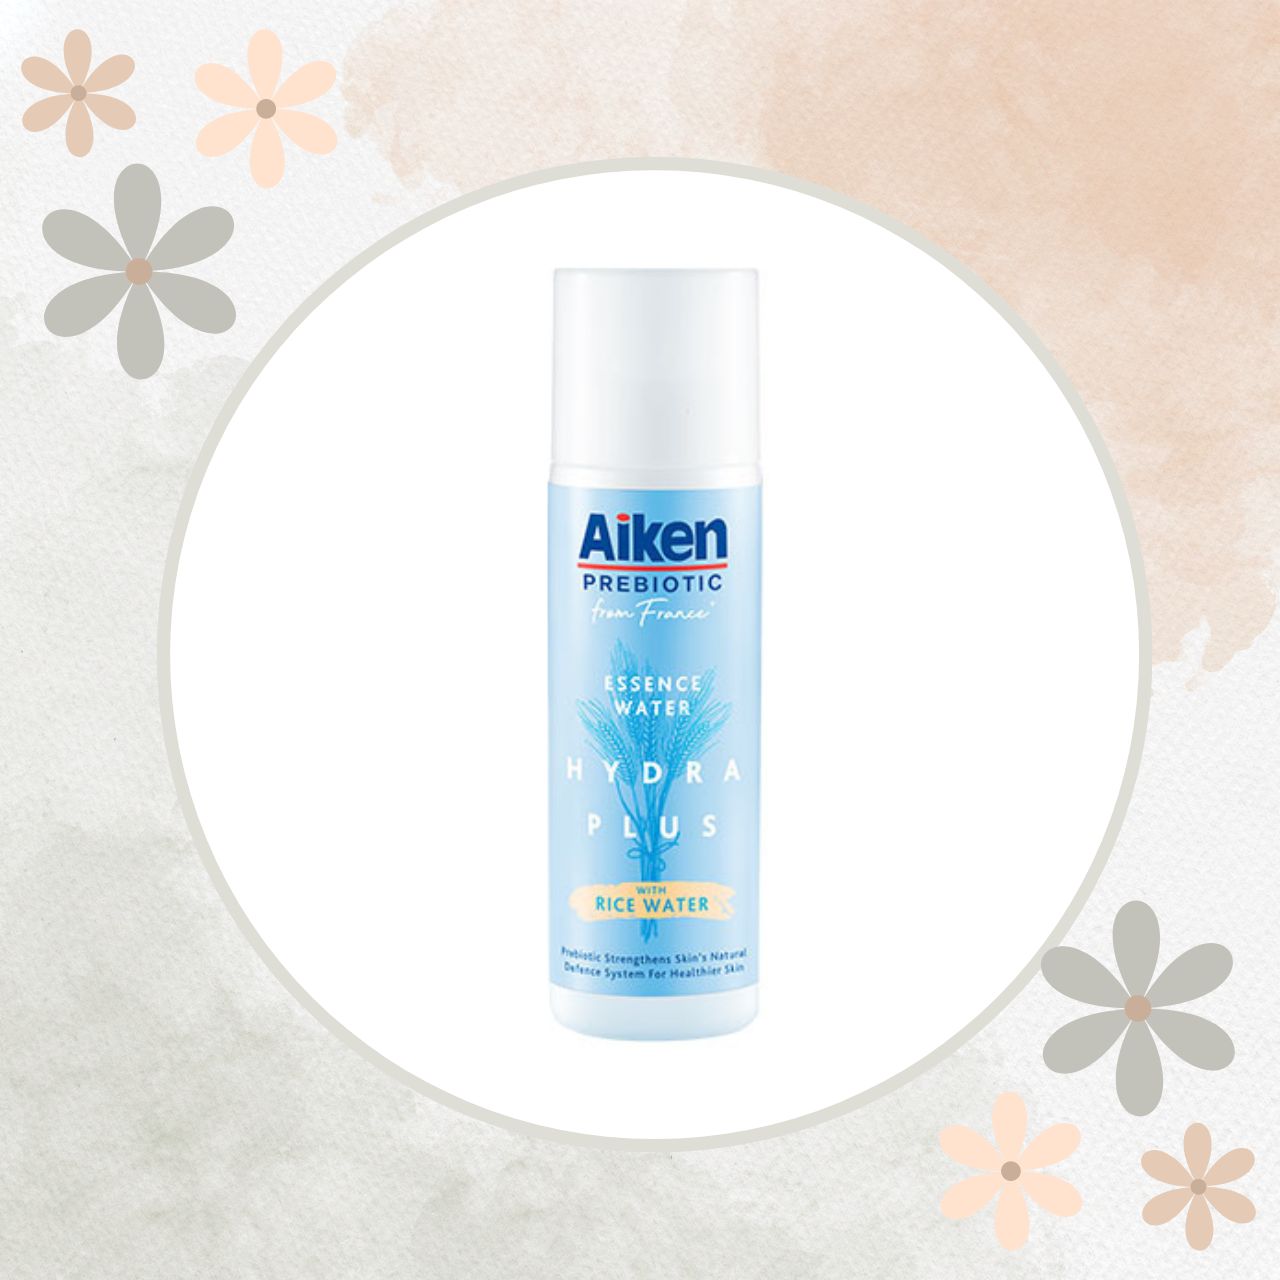 Aiken
PREBIOTIC
from France*
ESSENCE
WATER
HYDRA
PLUS
WITH
RICE WATER
Prebiotic Strengthens Skin's Natural
Defence System For Healthier Skin